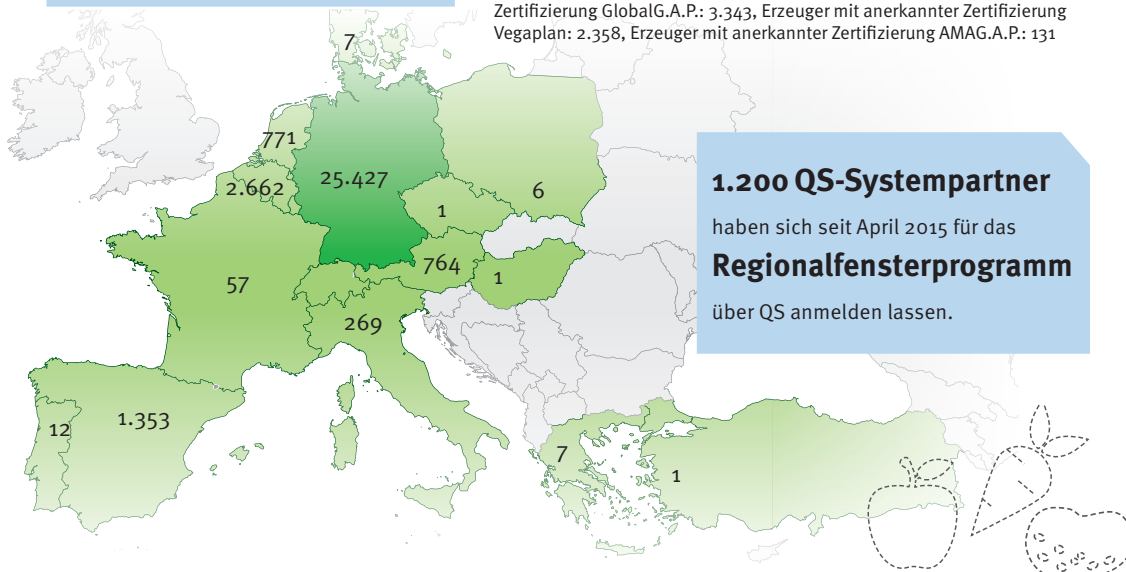 Zertifizierung GlobalG.A.P.: 3.343, Erzeuger mit anerkannter Zertifizierung
Vegaplan: 2.358, Erzeuger mit anerkannter Zertifizierung AMAG.A.P.: 131
7
771
2.662
25.427
6
1
764
1
57
269
1.353
12
7
1
1.200 QS-Systempartner
haben sich seit April 2015 für das
Regionalfensterprogramm
über QS anmelden lassen.